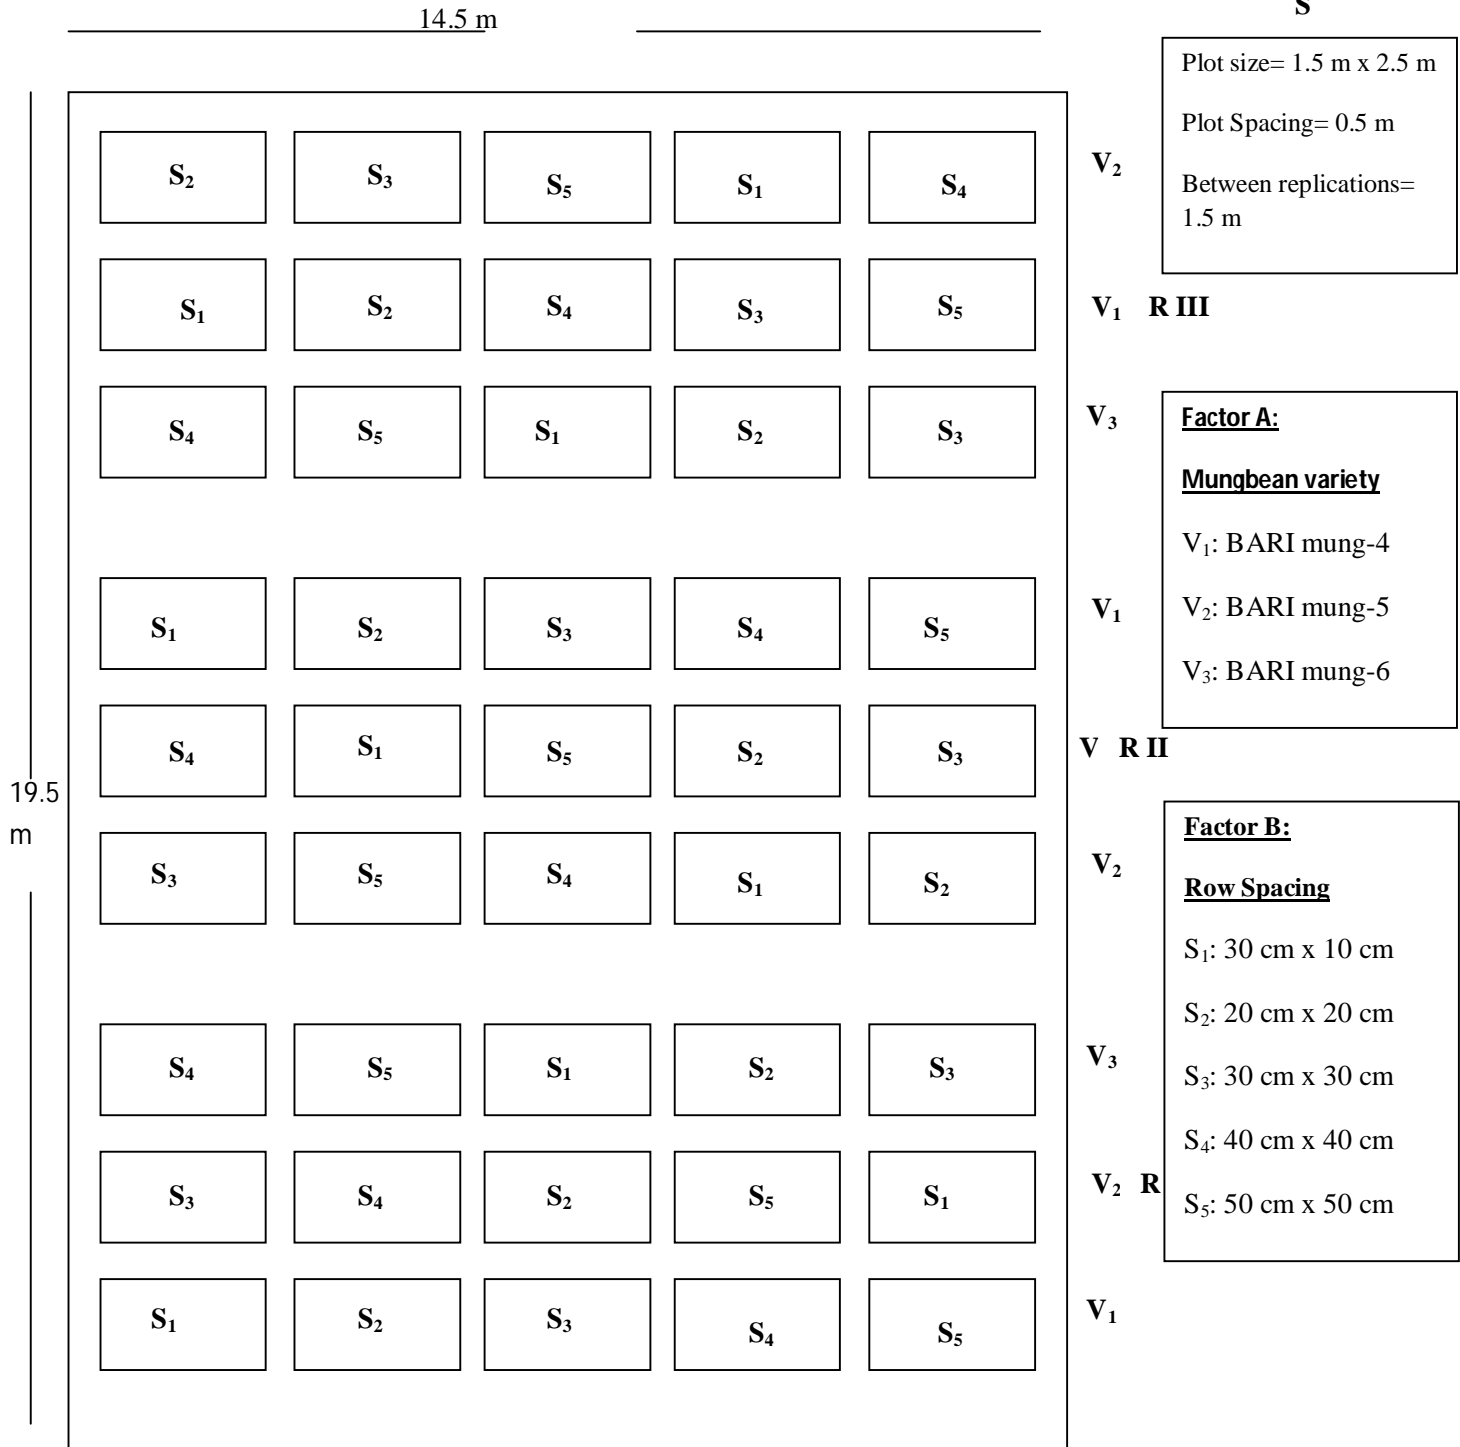 14.5 m
S
Plot size= 1.5 m x 2.5 m
Plot Spacing= 0.5 m
Between replications=
1.5 m
S₂ S₃ S₅ S₁ S₄ V₂
S₁ S₂ S₄ S₃ S₅ V₁ R III
S₄ S₅ S₁ S₂ S₃ V₃
Factor A:
Mungbean variety
V₁: BARI mung-4
V₂: BARI mung-5
V₃: BARI mung-6
S₁ S₂ S₃ S₄ S₅ V₁
S₄ S₁ S₅ S₂ S₃ V R II
19.5
m
S₃ S₅ S₄ S₁ S₂ V₂
Factor B:
Row Spacing
S₁: 30 cm x 10 cm
S₂: 20 cm x 20 cm
S₃: 30 cm x 30 cm
S₄: 40 cm x 40 cm
S₅: 50 cm x 50 cm
S₄ S₅ S₁ S₂ S₃ V₃
S₃ S₄ S₂ S₅ S₁ V₂ R
S₁ S₂ S₃ S₄ S₅ V₁